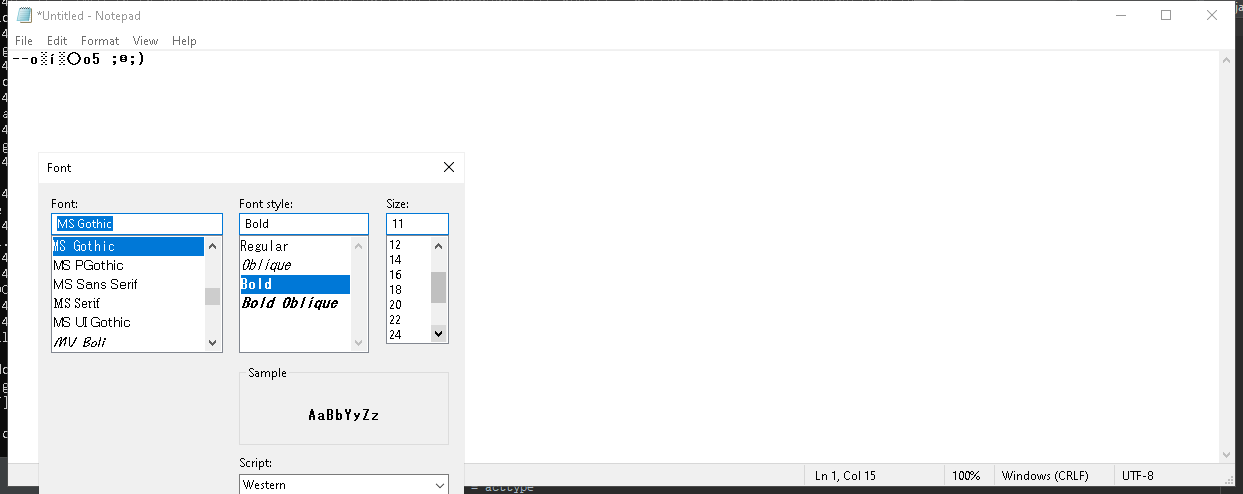 *Untitled - Notepad
File Edit Format View Help
--o▒í▒○o5 ;❷;)
Font
Font: Font style: Size:
MS Gothic Bold 11
MS Gothic Regular 12
MS PGothic Oblique 14
MS Sans Serif Bold 16
MS Serif Bold Oblique 18
MS UI Gothic 20
MV Boli 22
24
Sample
AaBbYyZz
Script:
Western
Ln 1, Col 15 100% Windows (CRLF) UTF-8
= acctype